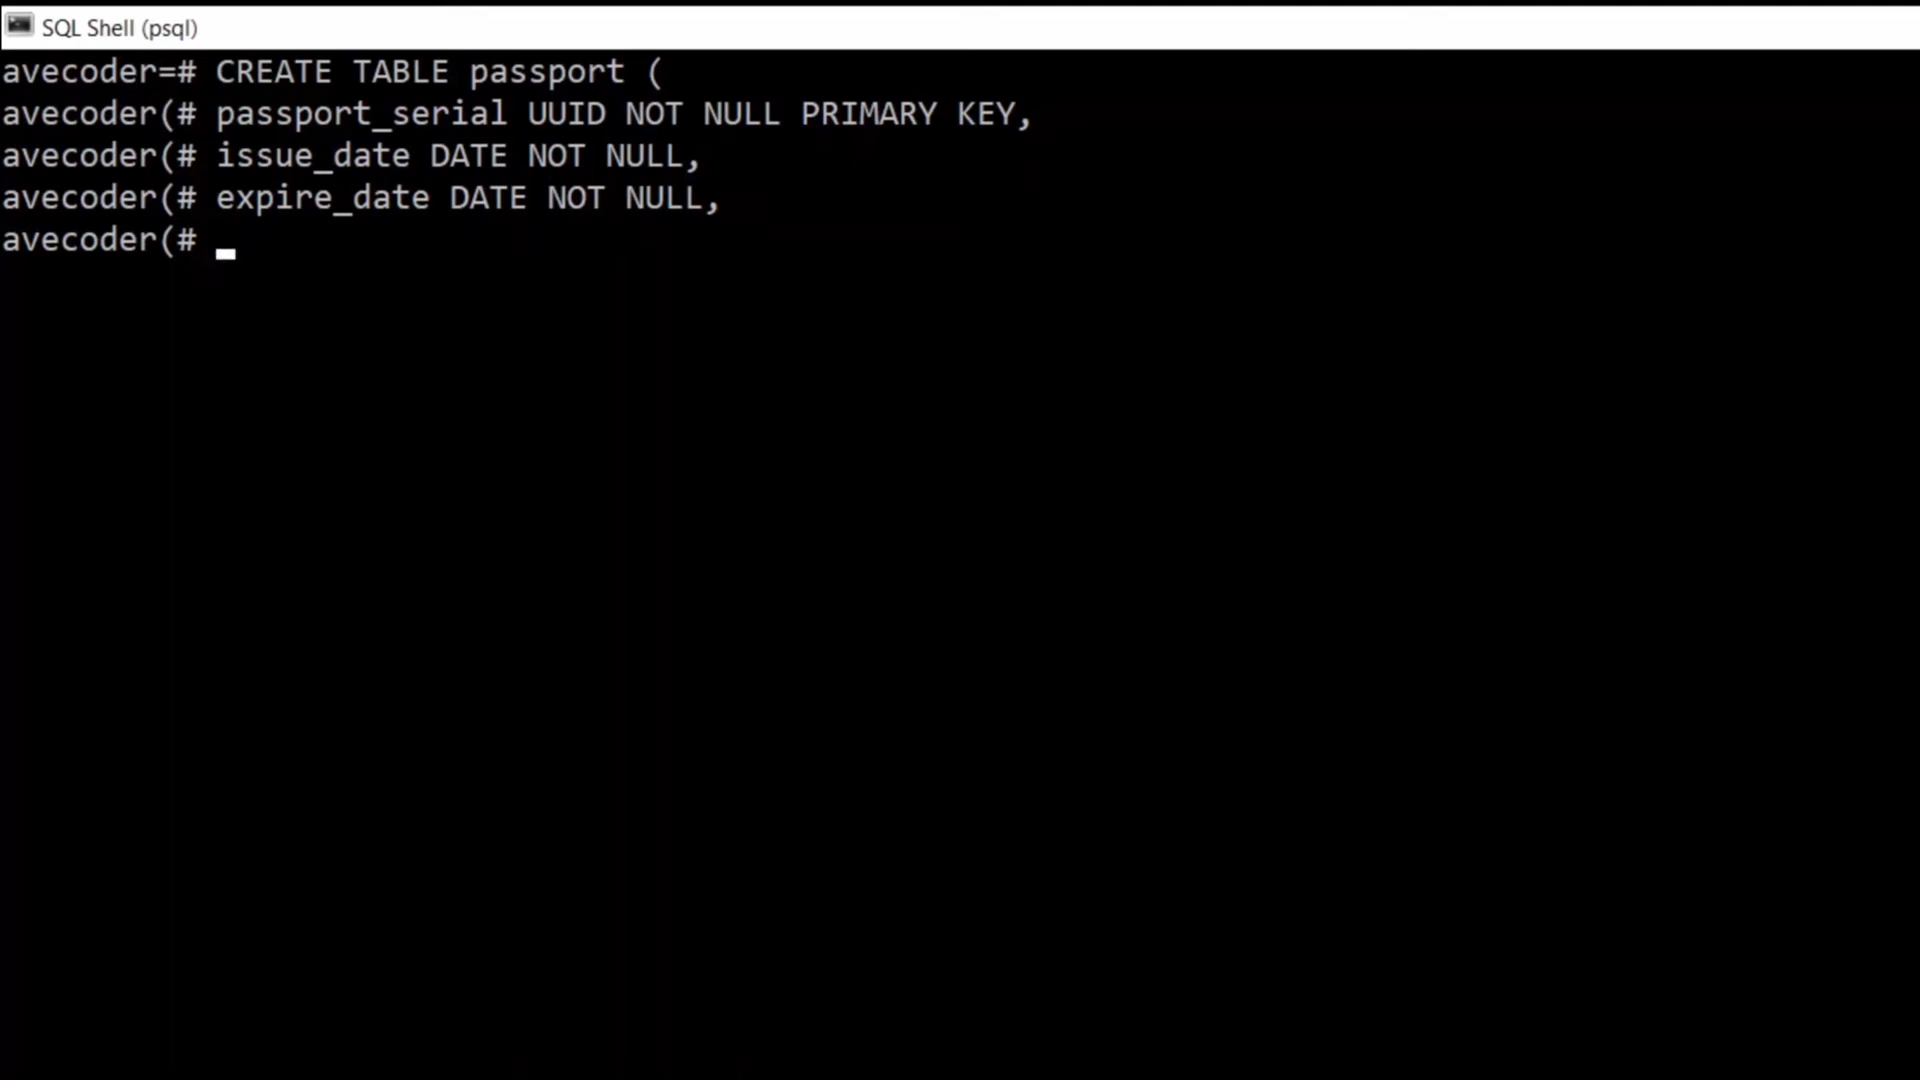 SQL Shell (psql)
avecoder=# CREATE TABLE passport (
avecoder(# passport_serial UUID NOT NULL PRIMARY KEY,
avecoder(# issue_date DATE NOT NULL,
avecoder(# expire_date DATE NOT NULL,
avecoder(#